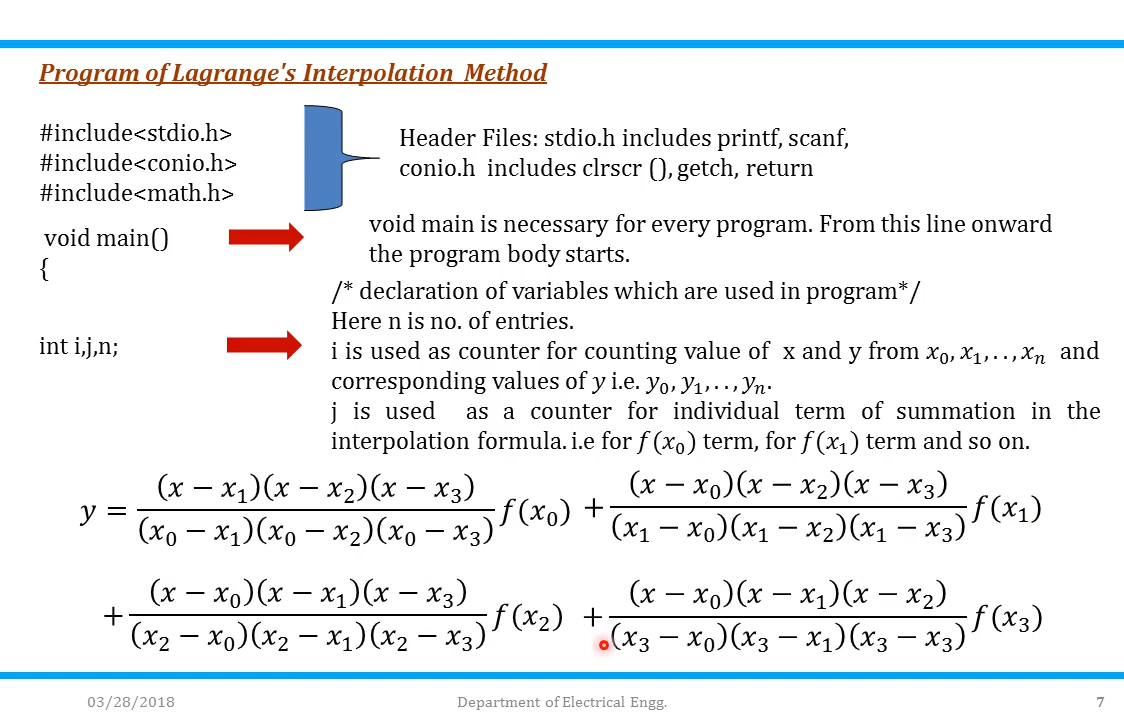 Program of Lagrange's Interpolation Method
#include<stdio.h>
#include<conio.h>
#include<math.h>
Header Files: stdio.h includes printf, scanf,
conio.h includes clrscr (), getch, return
void main()
{
void main is necessary for every program. From this line onward
the program body starts.
/* declaration of variables which are used in program*/
Here n is no. of entries.
int i,j,n;
i is used as counter for counting value of x and y from x₀, x₁, . . , xₙ and
corresponding values of y i.e. y₀, y₁, . . , yₙ.
j is used as a counter for individual term of summation in the
interpolation formula. i.e for f(x₀) term, for f(x₁) term and so on.
y = (x − x₁)(x − x₂)(x − x₃) / (x₀ − x₁)(x₀ − x₂)(x₀ − x₃) f(x₀) + (x − x₀)(x − x₂)(x − x₃) / (x₁ − x₀)(x₁ − x₂)(x₁ − x₃) f(x₁)
+ (x − x₀)(x − x₁)(x − x₃) / (x₂ − x₀)(x₂ − x₁)(x₂ − x₃) f(x₂) + (x − x₀)(x − x₁)(x − x₂) / (x₃ − x₀)(x₃ − x₁)(x₃ − x₃) f(x₃)
03/28/2018 Department of Electrical Engg. 7